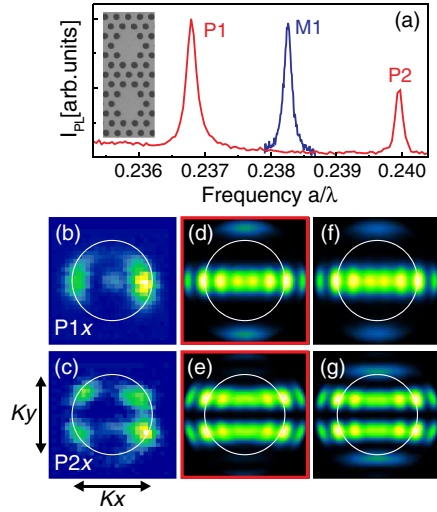 (a)
P1
M1
P2
I_PL[arb. units]
0.236 0.237 0.238 0.239 0.240
Frequency a/λ
(b) (d) (f)
P1x
(c) (e) (g)
Ky
P2x
Kx